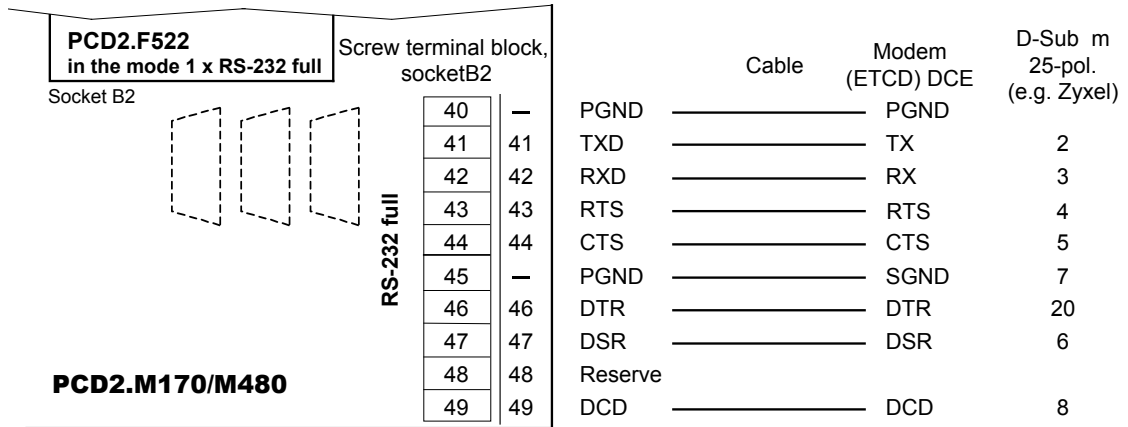 PCD2.F522
in the mode 1 x RS-232 full
Socket B2
Screw terminal block,
socketB2
Cable
Modem
(ETCD) DCE
D-Sub m
25-pol.
(e.g. Zyxel)
RS-232 full
40 – PGND PGND
41 41 TXD TX 2
42 42 RXD RX 3
43 43 RTS RTS 4
44 44 CTS CTS 5
45 – PGND SGND 7
46 46 DTR DTR 20
47 47 DSR DSR 6
48 48 Reserve
49 49 DCD DCD 8
PCD2.M170/M480